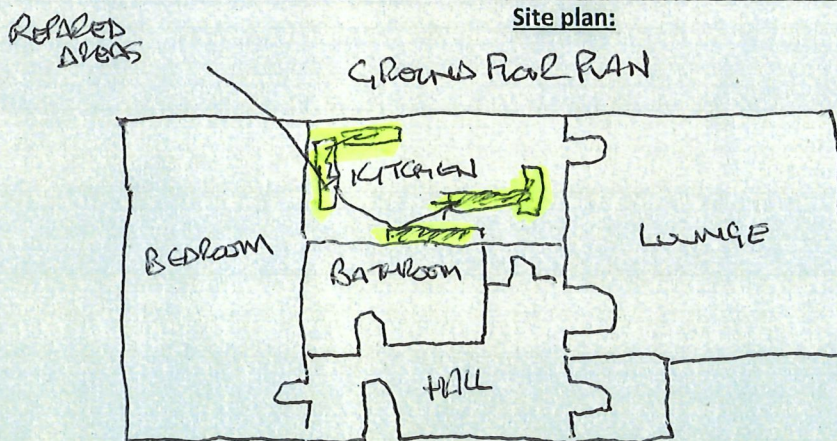 Site plan:
REPAIRED
AREAS
GROUND FLOOR PLAN
KITCHEN
BEDROOM
LOUNGE
BATHROOM
HALL